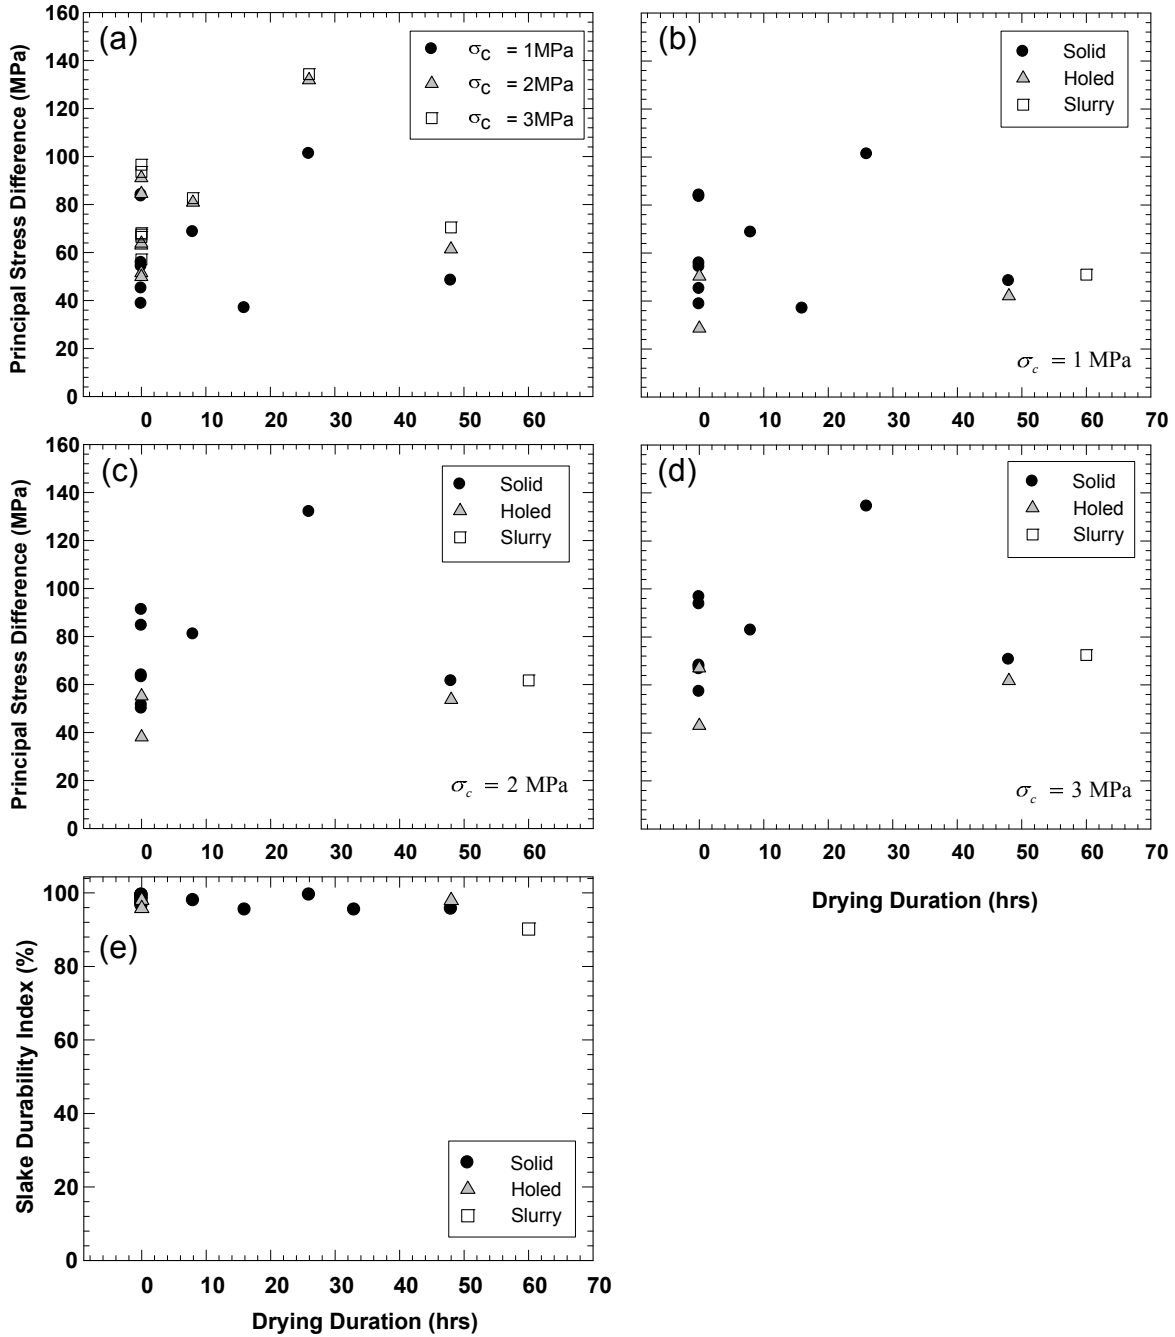 160
140
120
100
80
60
40
20
0
Principal Stress Difference (MPa)
(a)
σc = 1MPa
σc = 2MPa
σc = 3MPa
0 10 20 30 40 50 60
(b)
Solid
Holed
Slurry
σc = 1 MPa
0 10 20 30 40 50 60 70
160
140
120
100
80
60
40
20
0
Principal Stress Difference (MPa)
(c)
Solid
Holed
Slurry
σc = 2 MPa
0 10 20 30 40 50 60
(d)
Solid
Holed
Slurry
σc = 3 MPa
0 10 20 30 40 50 60 70
Drying Duration (hrs)
100
80
60
40
20
0
Slake Durability Index (%)
(e)
Solid
Holed
Slurry
0 10 20 30 40 50 60 70
Drying Duration (hrs)